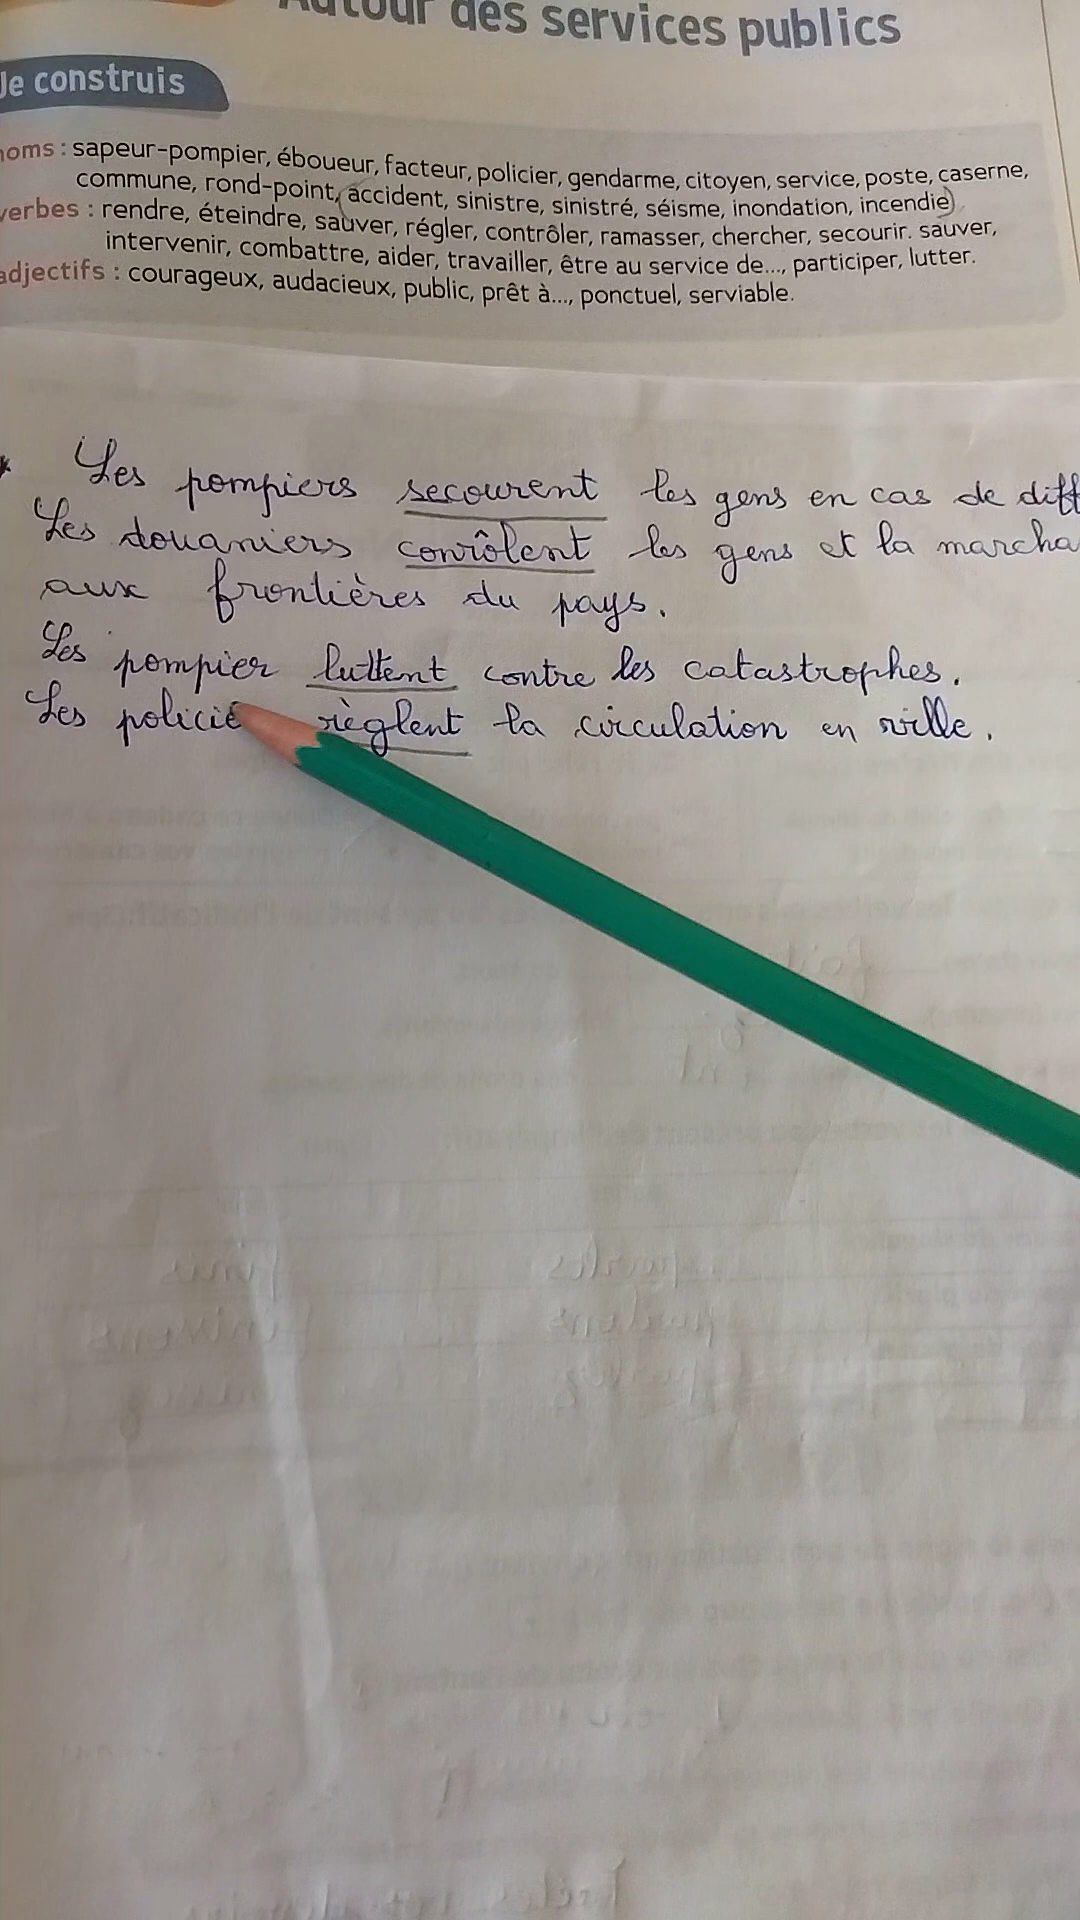 Autour des services publics
Je construis
noms : sapeur-pompier, éboueur, facteur, policier, gendarme, citoyen, service, poste, caserne,
commune, rond-point, accident, sinistre, sinistré, séisme, inondation, incendie)
verbes : rendre, éteindre, sauver, régler, contrôler, ramasser, chercher, secourir. sauver,
intervenir, combattre, aider, travailler, être au service de..., participer, lutter.
adjectifs : courageux, audacieux, public, prêt à..., ponctuel, serviable.
Les pompiers secourent les gens en cas de diff
Les douaniers conrôlent les gens et la marcha
aux frontières du pays.
Les pompier luttent contre les catastrophes.
Les policie règlent la circulation en ville.